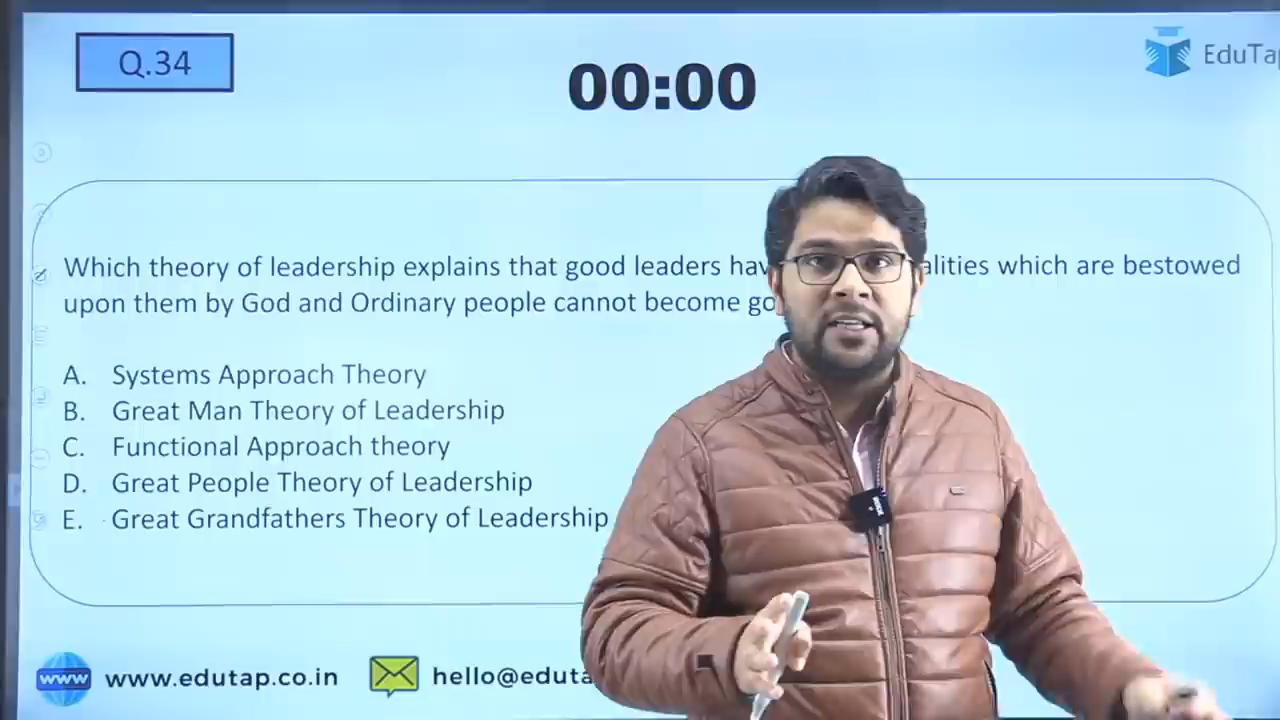 Q.34
00:00
EduTap
Which theory of leadership explains that good leaders have alities which are bestowed
upon them by God and Ordinary people cannot become go
A. Systems Approach Theory
B. Great Man Theory of Leadership
C. Functional Approach theory
D. Great People Theory of Leadership
E. Great Grandfathers Theory of Leadership
www www.edutap.co.in hello@eduta